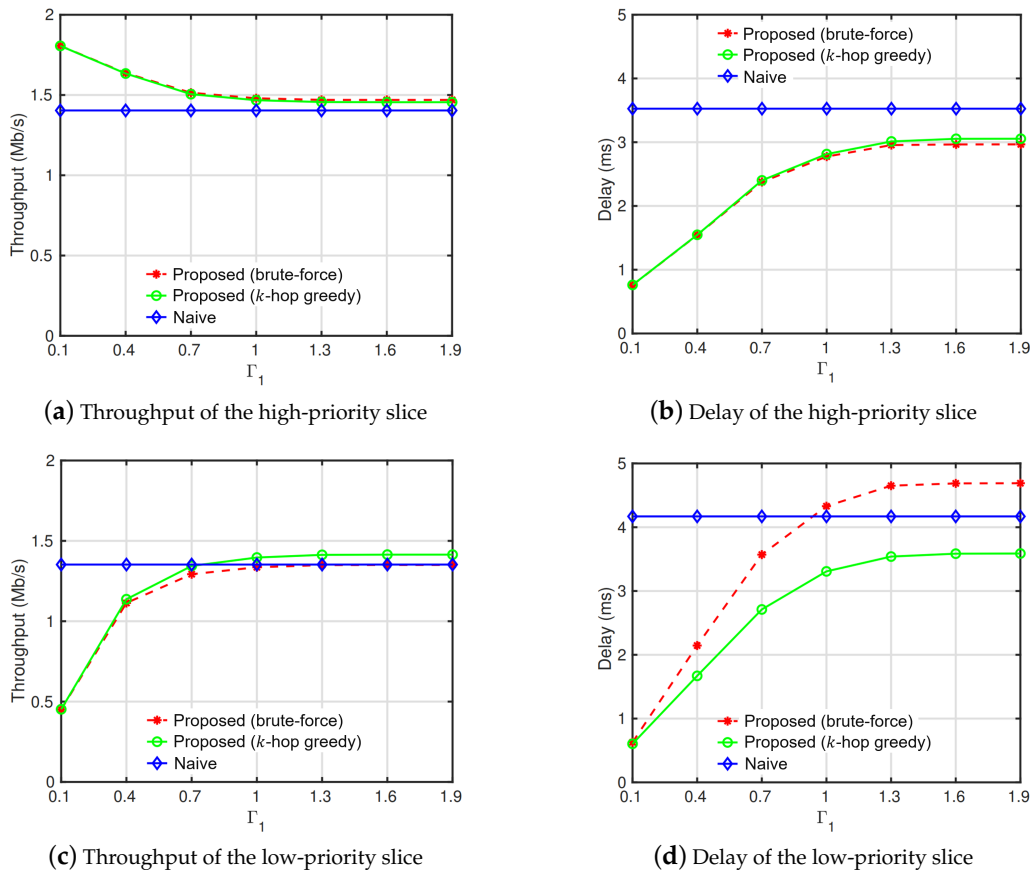 2
1.5
1
0.5
0
Throughput (Mb/s)
Proposed (brute-force)
Proposed (k-hop greedy)
Naive
0.1 0.4 0.7 1 1.3 1.6 1.9
Γ1
(a) Throughput of the high-priority slice
5
4
3
2
1
0
Delay (ms)
Proposed (brute-force)
Proposed (k-hop greedy)
Naive
0.1 0.4 0.7 1 1.3 1.6 1.9
Γ1
(b) Delay of the high-priority slice
2
1.5
1
0.5
0
Throughput (Mb/s)
Proposed (brute-force)
Proposed (k-hop greedy)
Naive
0.1 0.4 0.7 1 1.3 1.6 1.9
Γ1
(c) Throughput of the low-priority slice
5
4
3
2
1
0
Delay (ms)
Proposed (brute-force)
Proposed (k-hop greedy)
Naive
0.1 0.4 0.7 1 1.3 1.6 1.9
Γ1
(d) Delay of the low-priority slice